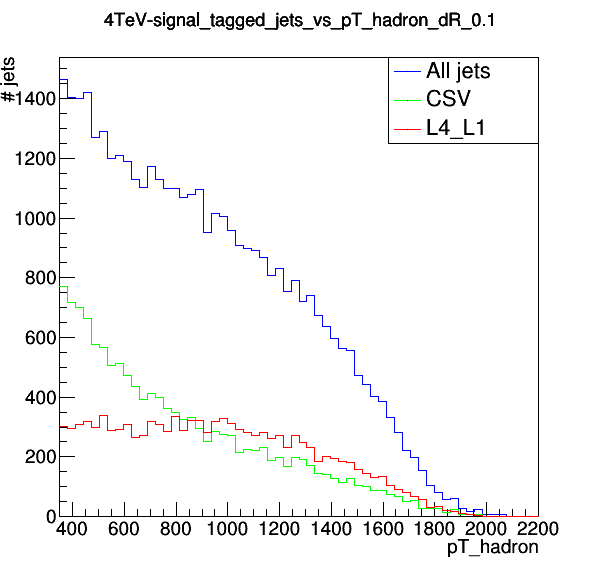 4TeV-signal_tagged_jets_vs_pT_hadron_dR_0.1
# jets
All jets
CSV
L4_L1
1400
1200
1000
800
600
400
200
0
400 600 800 1000 1200 1400 1600 1800 2000 2200
pT_hadron